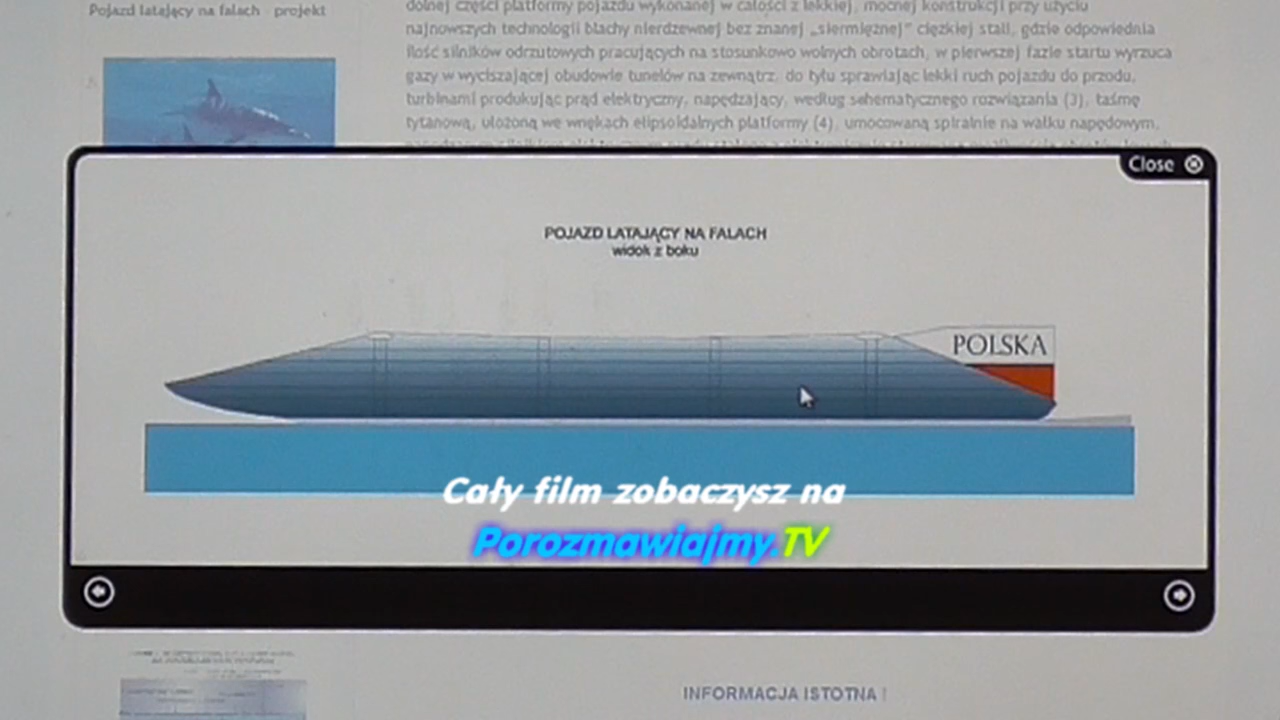 Pojazd latający na falach - projekt
dolnej części platformy pojazdu wykonanej w całości z lekkiej, mocnej konstrukcji przy użyciu
najnowszych technologii blachy nierdzewnej bez znanej „siermiężnej" ciężkiej stali, gdzie odpowiednia
ilość silników odrzutowych pracujących na stosunkowo wolnych obrotach, w pierwszej fazie startu wyrzuca
gazy w wyciszającej obudowie tunelów na zewnątrz, do tyłu sprawiając lekki ruch pojazdu do przodu,
turbinami produkując prąd elektryczny, napędzający, według schematycznego rozwiązania (3), taśmę
tytanową, ułożoną we wnękach elipsoidalnych platformy (4), umocowaną spiralnie na wałku napędowym,
Close
POJAZD LATAJĄCY NA FALACH
widok z boku
POLSKA
Cały film zobaczysz na
Porozmawiajmy.TV
INFORMACJA ISTOTNA !